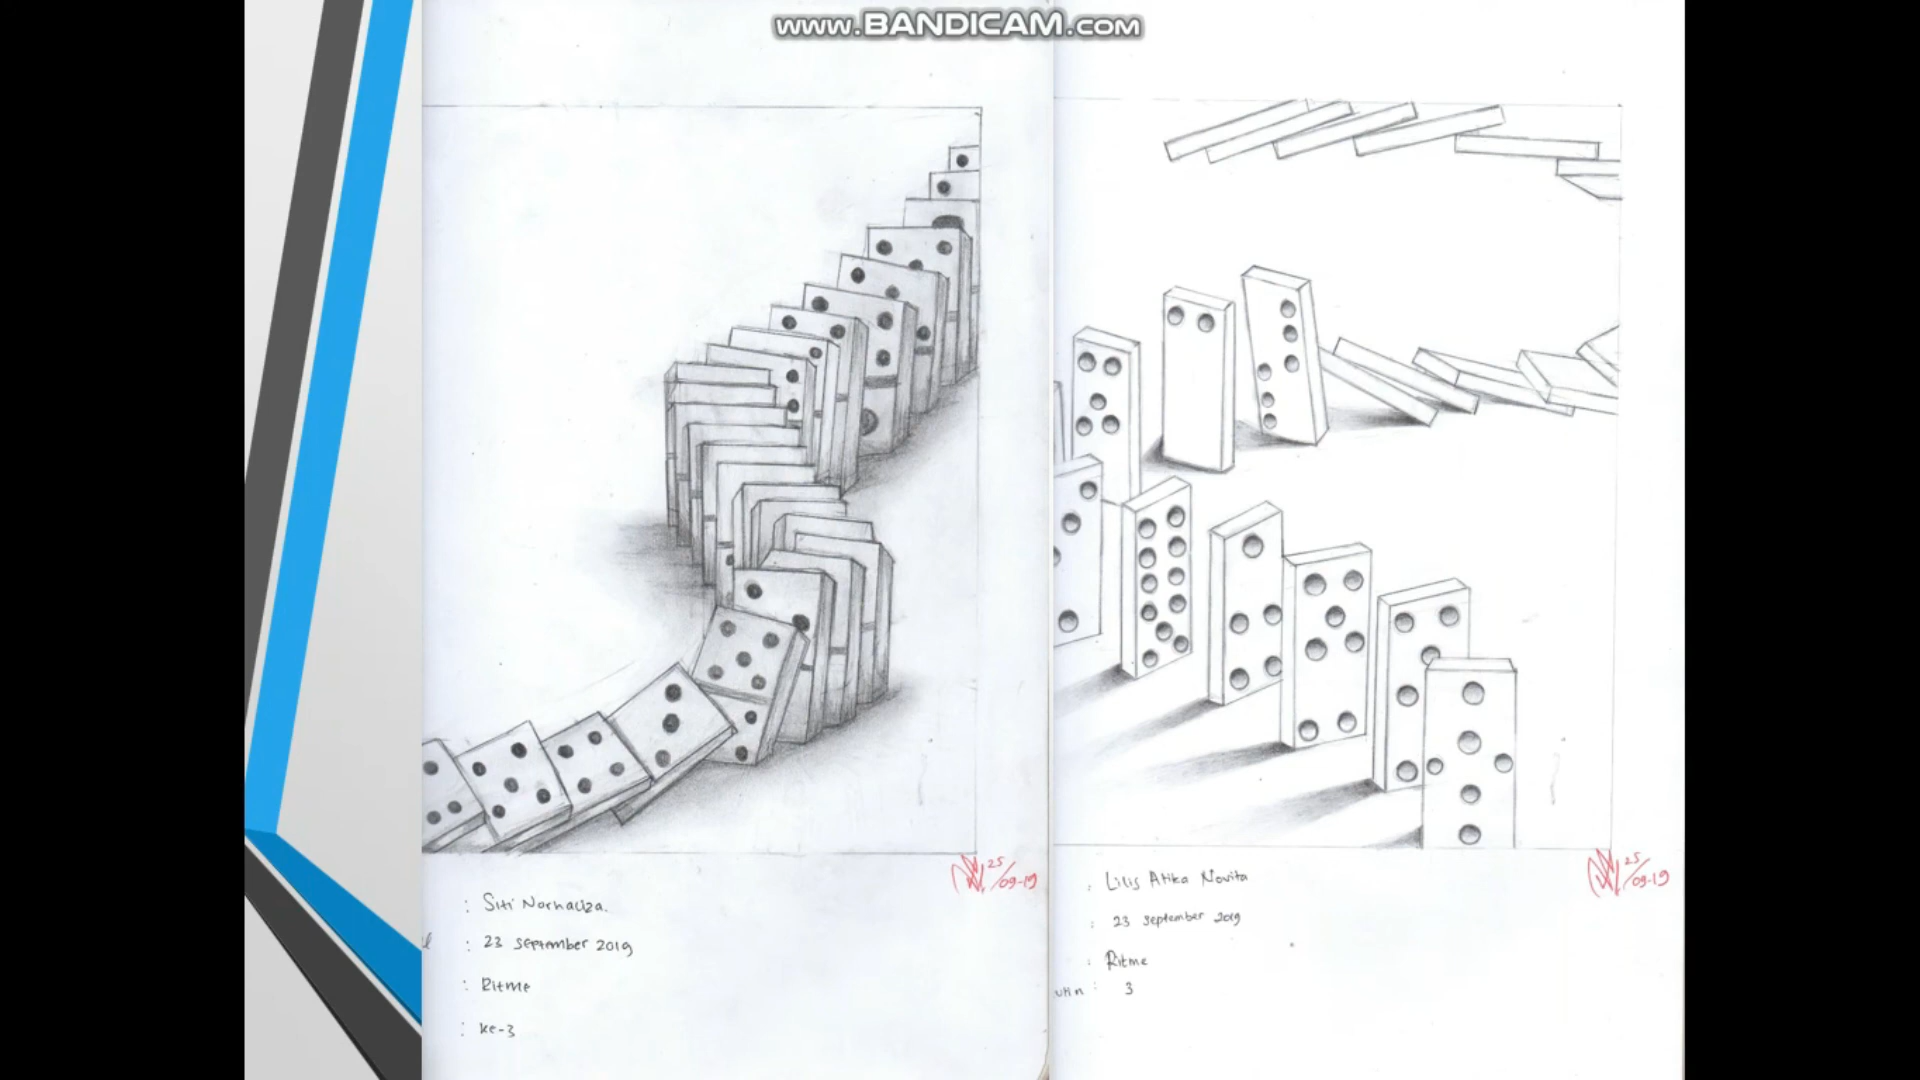 www.BANDICAM.com
25/09-19
: Siti Norhaliza.
: 23 September 2019
: Ritme
: ke-3
25/09-19
: Lilis Atika Novita
: 23 September 2019
: Ritme
: 3